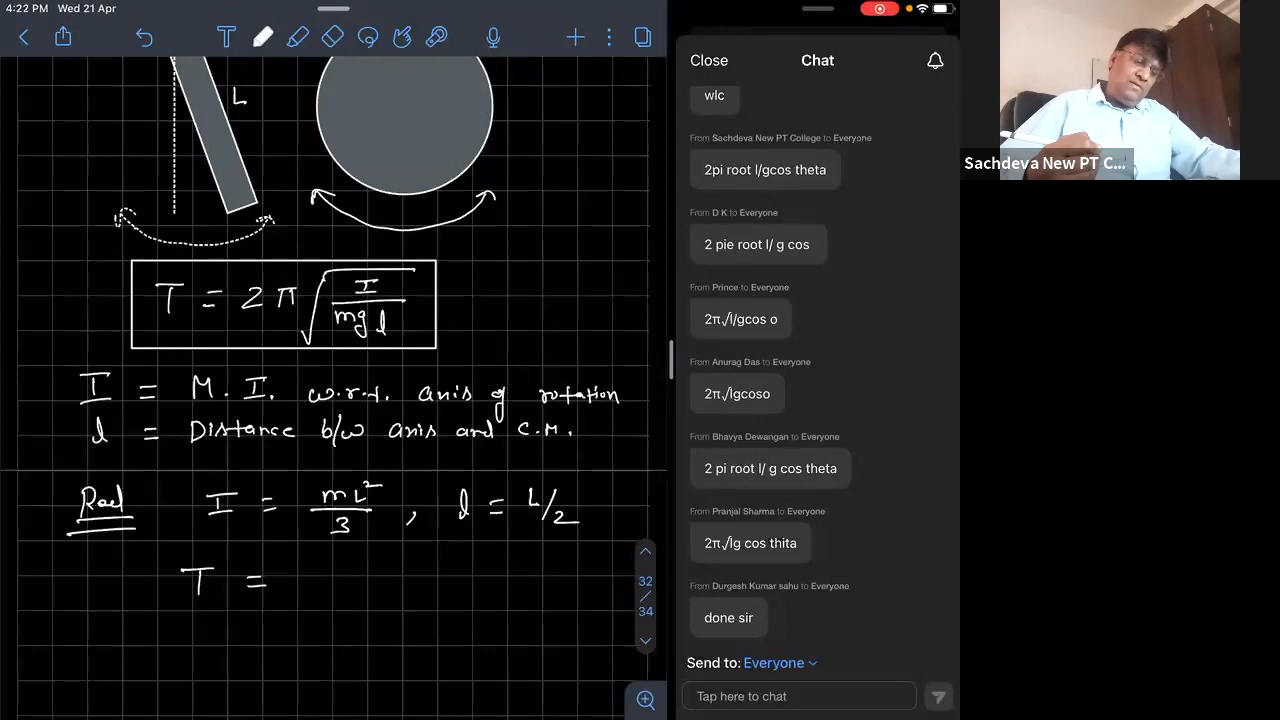 4:22 PM Wed 21 Apr
L
T = 2π √(I / mg l)
I = M. I. w.r.t. axis of rotation
l = Distance b/w axis and C.M.
Rod I = mL²/3 , l = L/2
T =
32
/
34
Close
Chat
wlc
From Sachdeva New PT College to Everyone
2pi root l/gcos theta
From D K to Everyone
2 pie root l/ g cos
From Prince to Everyone
2π√l/gcos o
From Anurag Das to Everyone
2π√lgcoso
From Bhavya Dewangan to Everyone
2 pi root l/ g cos theta
From Pranjal Sharma to Everyone
2π√lg cos thita
From Durgesh Kumar sahu to Everyone
done sir
Send to: Everyone
Tap here to chat
Sachdeva New PT C...